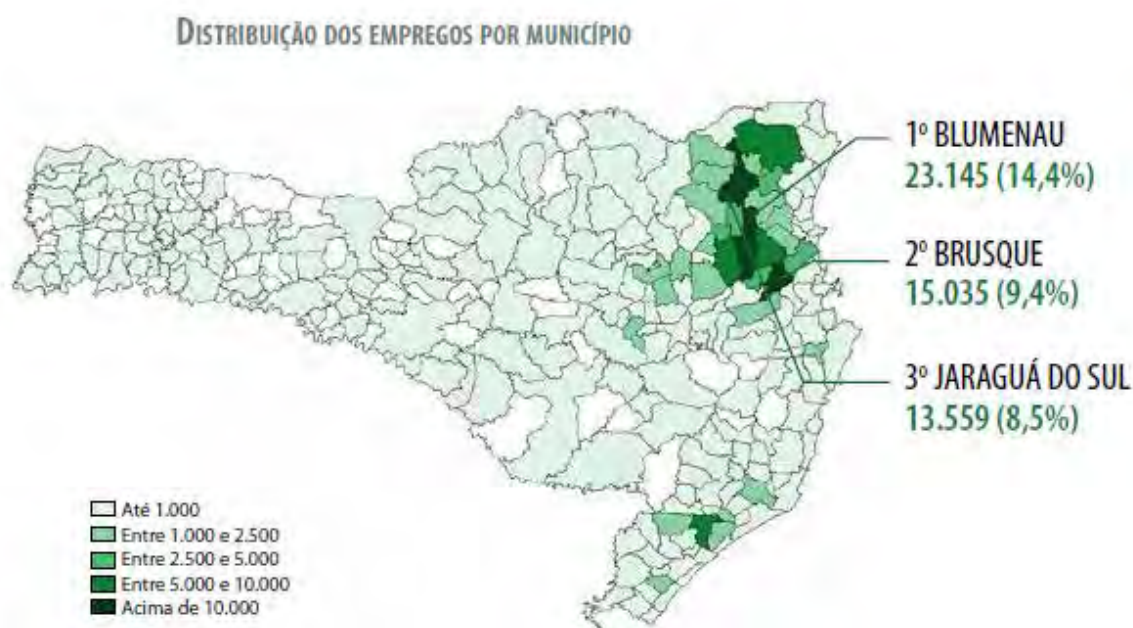 DISTRIBUIÇÃO DOS EMPREGOS POR MUNICÍPIO
1º BLUMENAU
23.145 (14,4%)
2º BRUSQUE
15.035 (9,4%)
3º JARAGUÁ DO SUL
13.559 (8,5%)
Até 1.000
Entre 1.000 e 2.500
Entre 2.500 e 5.000
Entre 5.000 e 10.000
Acima de 10.000